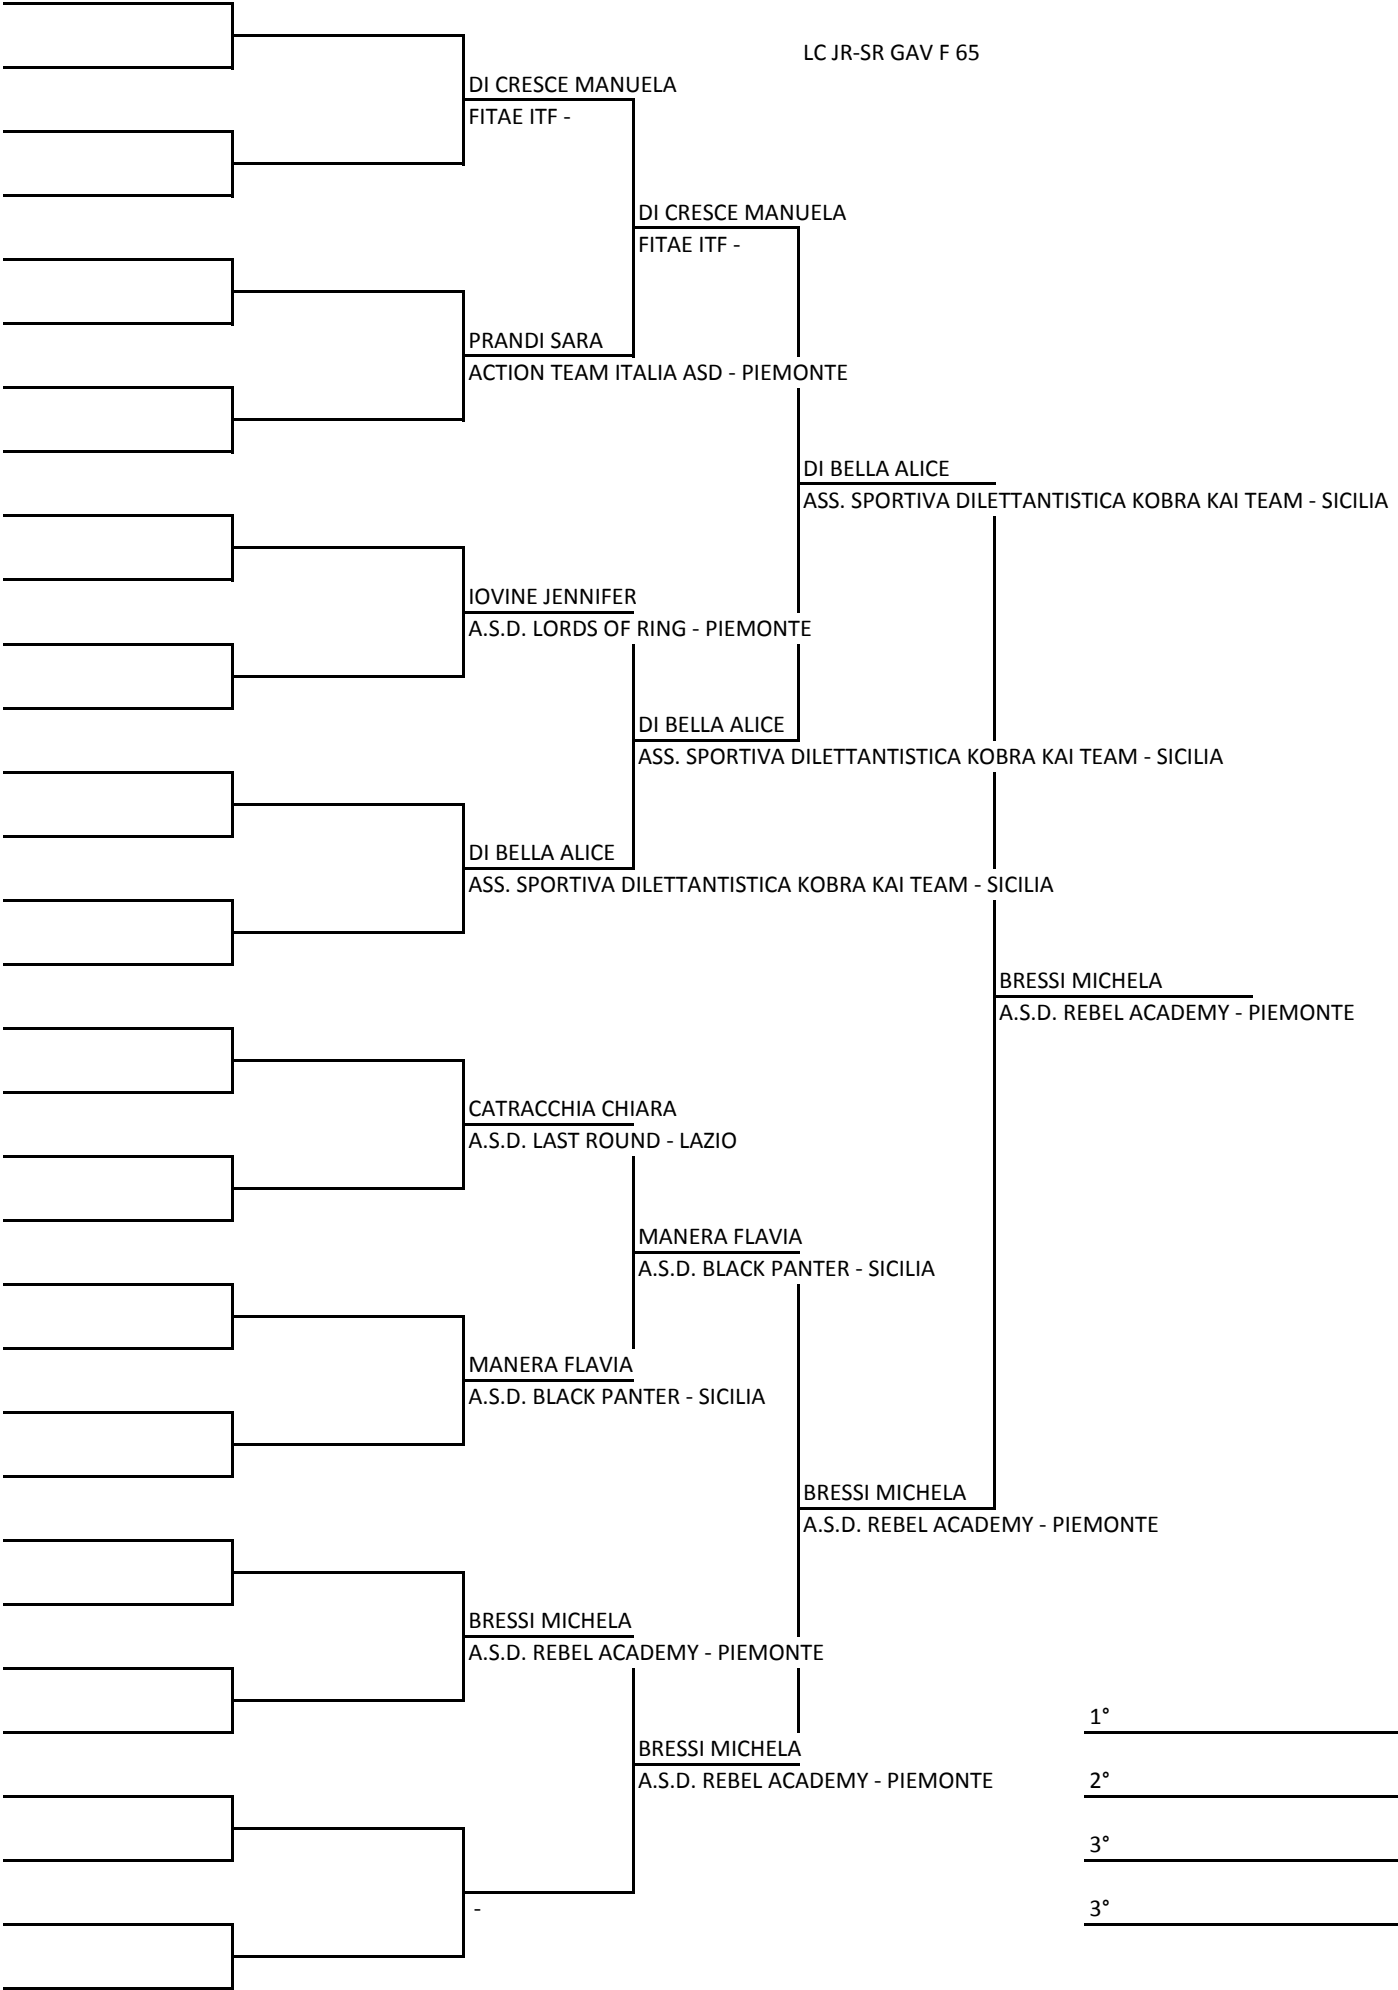 LC JR-SR GAV F 65
DI CRESCE MANUELA
FITAE ITF -
DI CRESCE MANUELA
FITAE ITF -
PRANDI SARA
ACTION TEAM ITALIA ASD - PIEMONTE
DI BELLA ALICE
ASS. SPORTIVA DILETTANTISTICA KOBRA KAI TEAM - SICILIA
IOVINE JENNIFER
A.S.D. LORDS OF RING - PIEMONTE
DI BELLA ALICE
ASS. SPORTIVA DILETTANTISTICA KOBRA KAI TEAM - SICILIA
DI BELLA ALICE
ASS. SPORTIVA DILETTANTISTICA KOBRA KAI TEAM - SICILIA
BRESSI MICHELA
A.S.D. REBEL ACADEMY - PIEMONTE
CATRACCHIA CHIARA
A.S.D. LAST ROUND - LAZIO
MANERA FLAVIA
A.S.D. BLACK PANTER - SICILIA
MANERA FLAVIA
A.S.D. BLACK PANTER - SICILIA
BRESSI MICHELA
A.S.D. REBEL ACADEMY - PIEMONTE
BRESSI MICHELA
A.S.D. REBEL ACADEMY - PIEMONTE
1°
BRESSI MICHELA
A.S.D. REBEL ACADEMY - PIEMONTE
2°
3°
-
3°